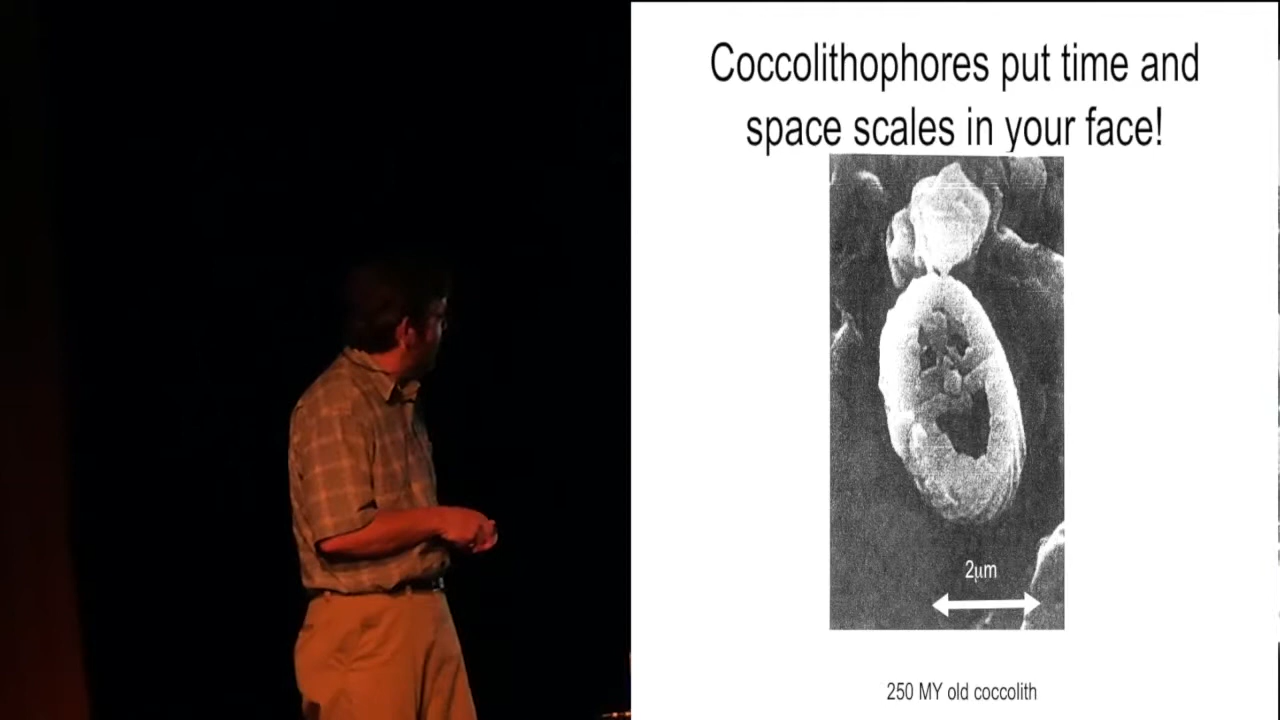 Coccolithophores put time and
space scales in your face!
2μm
250 MY old coccolith